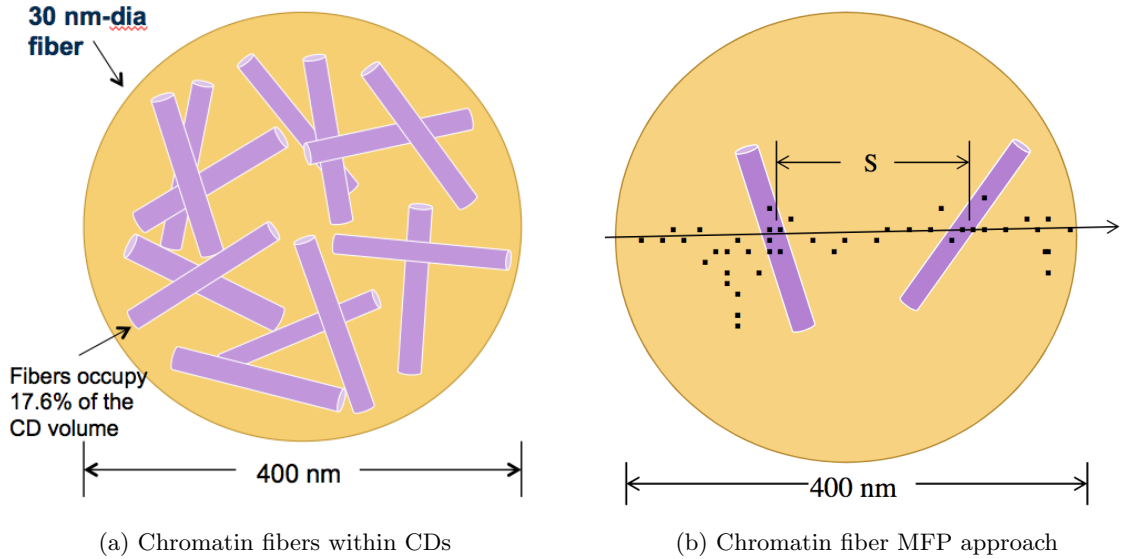 30 nm-dia
fiber
Fibers occupy
17.6% of the
CD volume
400 nm
(a) Chromatin fibers within CDs
S
400 nm
(b) Chromatin fiber MFP approach